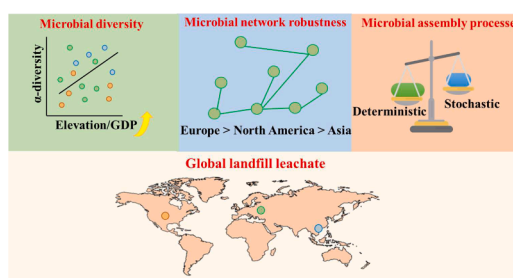 Microbial diversity
α-diversity
Elevation/GDP
Microbial network robustness
Europe > North America > Asia
Microbial assembly processe
Deterministic
Stochastic
Global landfill leachate